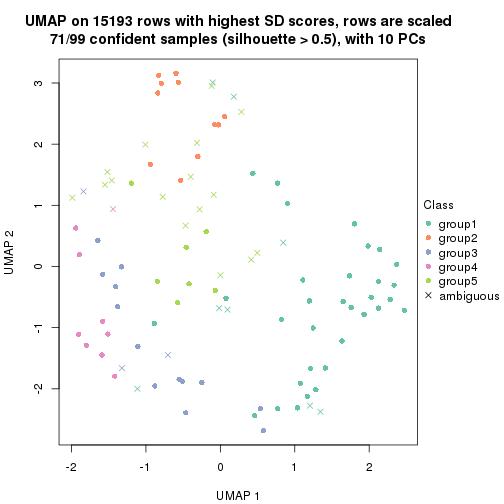 UMAP on 15193 rows with highest SD scores, rows are scaled
71/99 confident samples (silhouette > 0.5), with 10 PCs
3
2
1
0
-1
-2
UMAP 2
-2 -1 0 1 2
UMAP 1
Class
group1
group2
group3
group4
group5
ambiguous